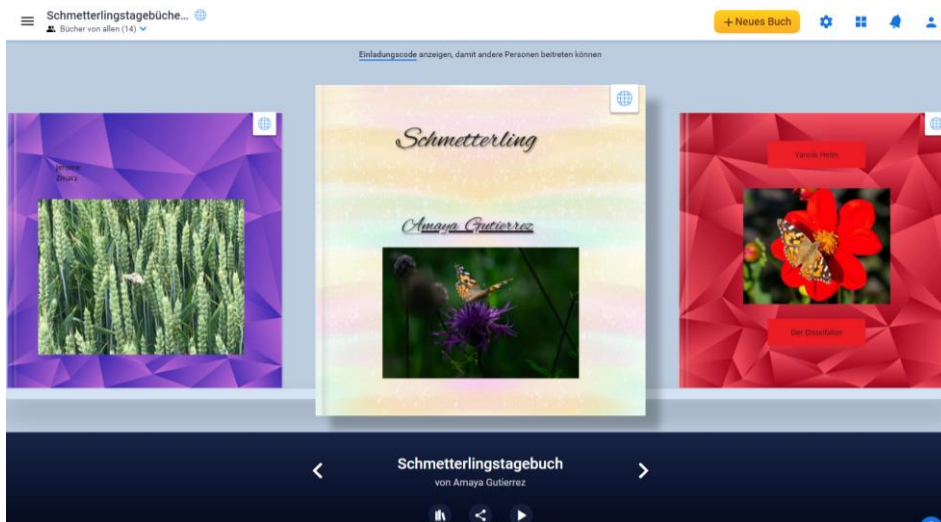 Schmetterlingstagebüche...
Bücher von allen (14)
+ Neues Buch
Einladungscode anzeigen, damit andere Personen beitreten können
Schmetterling
Amaya Gutierrez
Yannik Holm
Der Distelfalter
Schmetterlingstagebuch
von Amaya Gutierrez